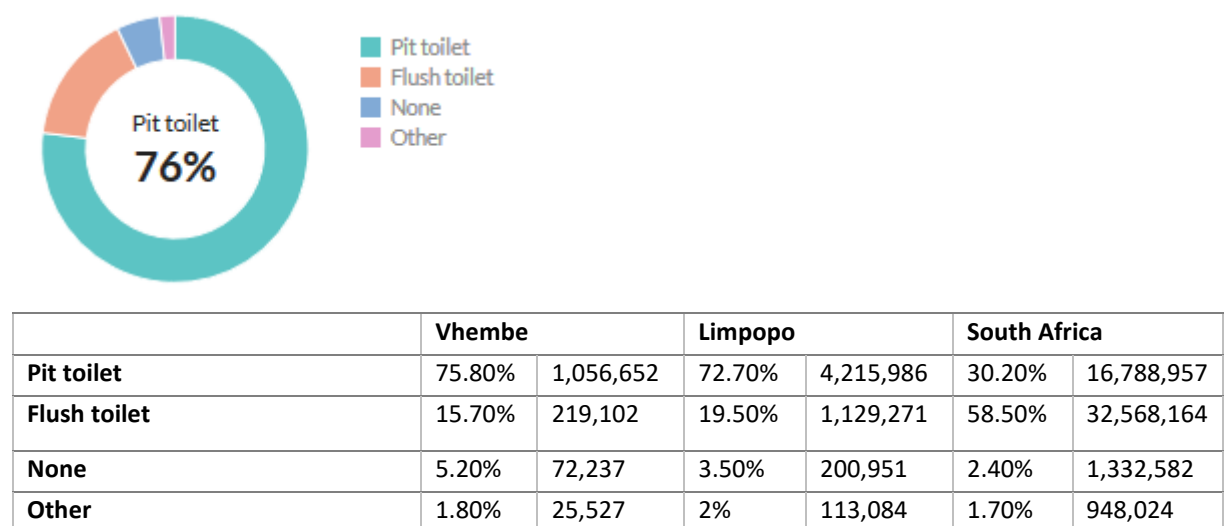 Pit toilet
76%
Pit toilet
Flush toilet
None
Other
Vhembe Limpopo South Africa
Pit toilet 75.80% 1,056,652 72.70% 4,215,986 30.20% 16,788,957
Flush toilet 15.70% 219,102 19.50% 1,129,271 58.50% 32,568,164
None 5.20% 72,237 3.50% 200,951 2.40% 1,332,582
Other 1.80% 25,527 2% 113,084 1.70% 948,024